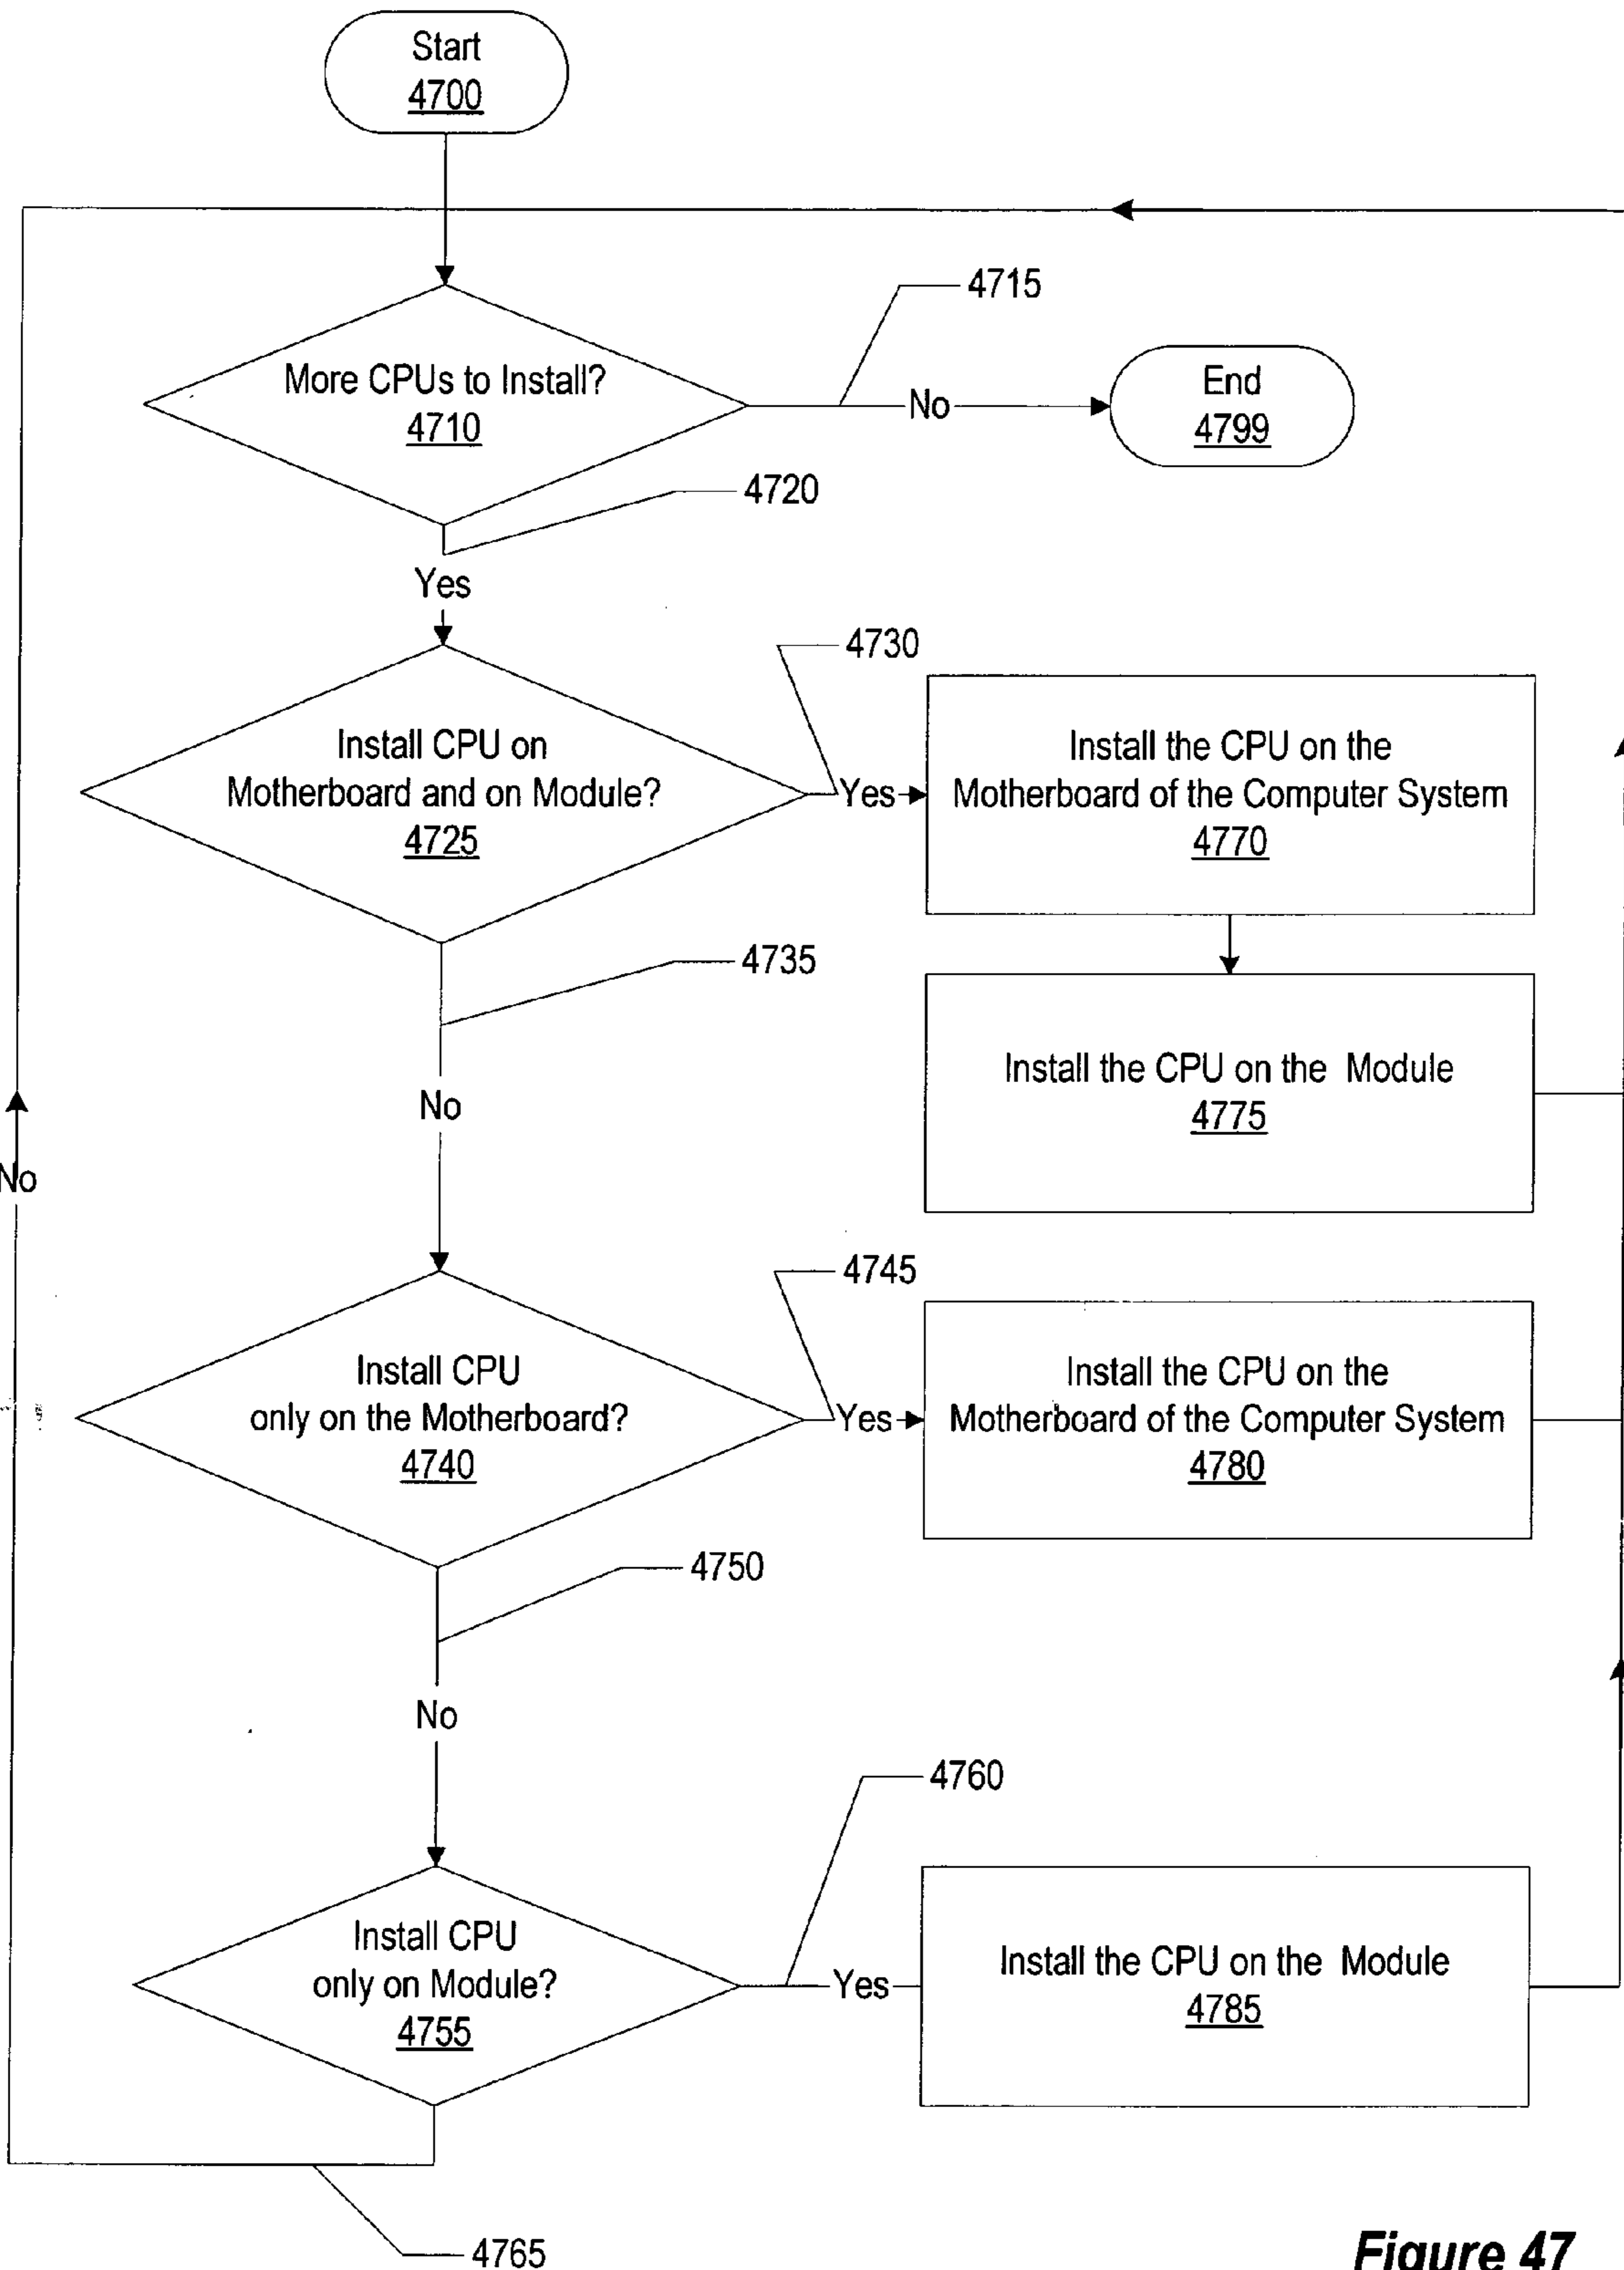 Start
4700
4715
More CPUs to Install?
4710
No
End
4799
4720
Yes
4730
Install CPU on
Motherboard and on Module?
4725
Yes
Install the CPU on the
Motherboard of the Computer System
4770
4735
No
Install the CPU on the Module
4775
No
4745
Install CPU
only on the Motherboard?
4740
Yes
Install the CPU on the
Motherboard of the Computer System
4780
4750
No
4760
Install CPU
only on Module?
4755
Yes
Install the CPU on the Module
4785
4765
Figure 47